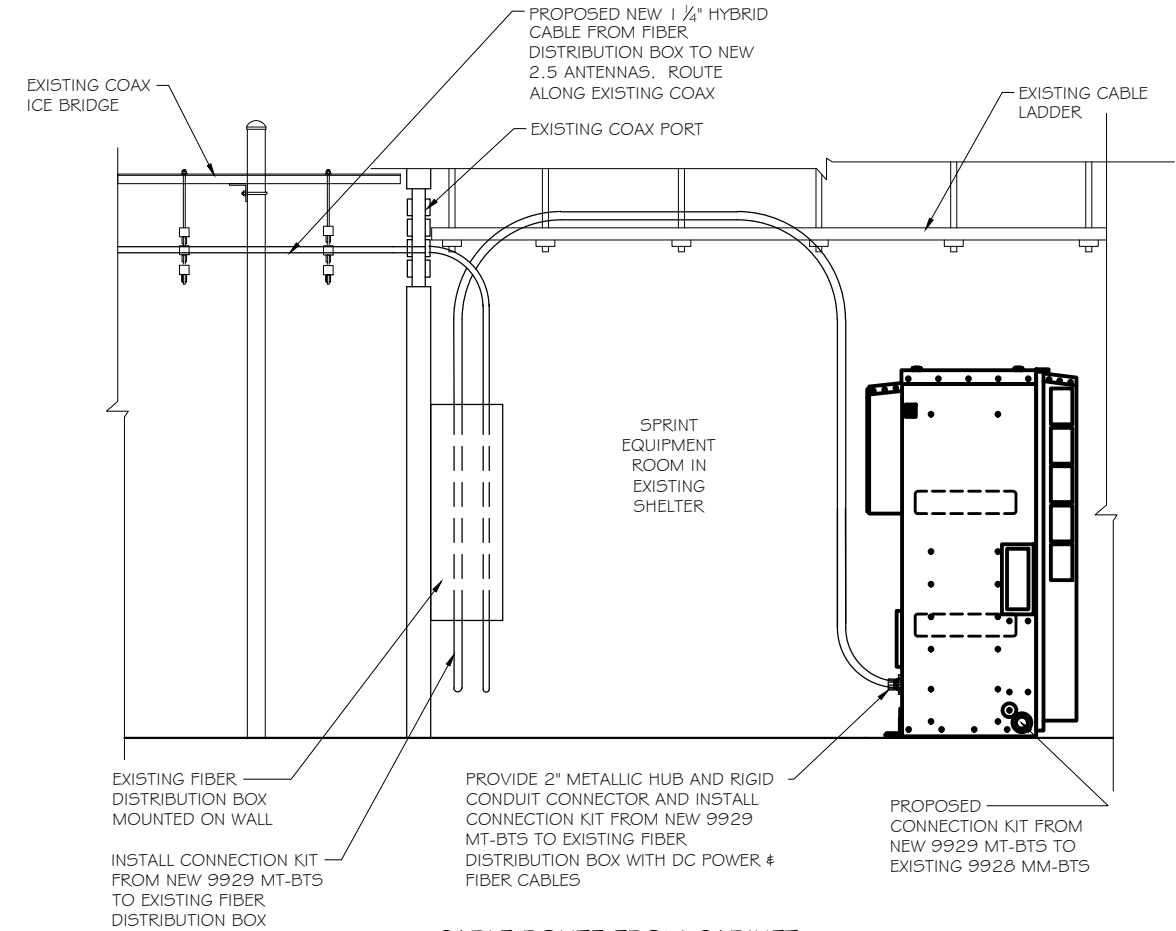 PROPOSED NEW 1 1/4" HYBRID
CABLE FROM FIBER
DISTRIBUTION BOX TO NEW
2.5 ANTENNAS. ROUTE
ALONG EXISTING COAX
EXISTING COAX
ICE BRIDGE
EXISTING COAX PORT
EXISTING CABLE
LADDER
SPRINT
EQUIPMENT
ROOM IN
EXISTING
SHELTER
EXISTING FIBER
DISTRIBUTION BOX
MOUNTED ON WALL
INSTALL CONNECTION KIT
FROM NEW 9929 MT-BTS
TO EXISTING FIBER
DISTRIBUTION BOX
PROVIDE 2" METALLIC HUB AND RIGID
CONDUIT CONNECTOR AND INSTALL
CONNECTION KIT FROM NEW 9929
MT-BTS TO EXISTING FIBER
DISTRIBUTION BOX WITH DC POWER &
FIBER CABLES
PROPOSED
CONNECTION KIT FROM
NEW 9929 MT-BTS TO
EXISTING 9928 MM-BTS
CABLE ROUTE FROM CABINET